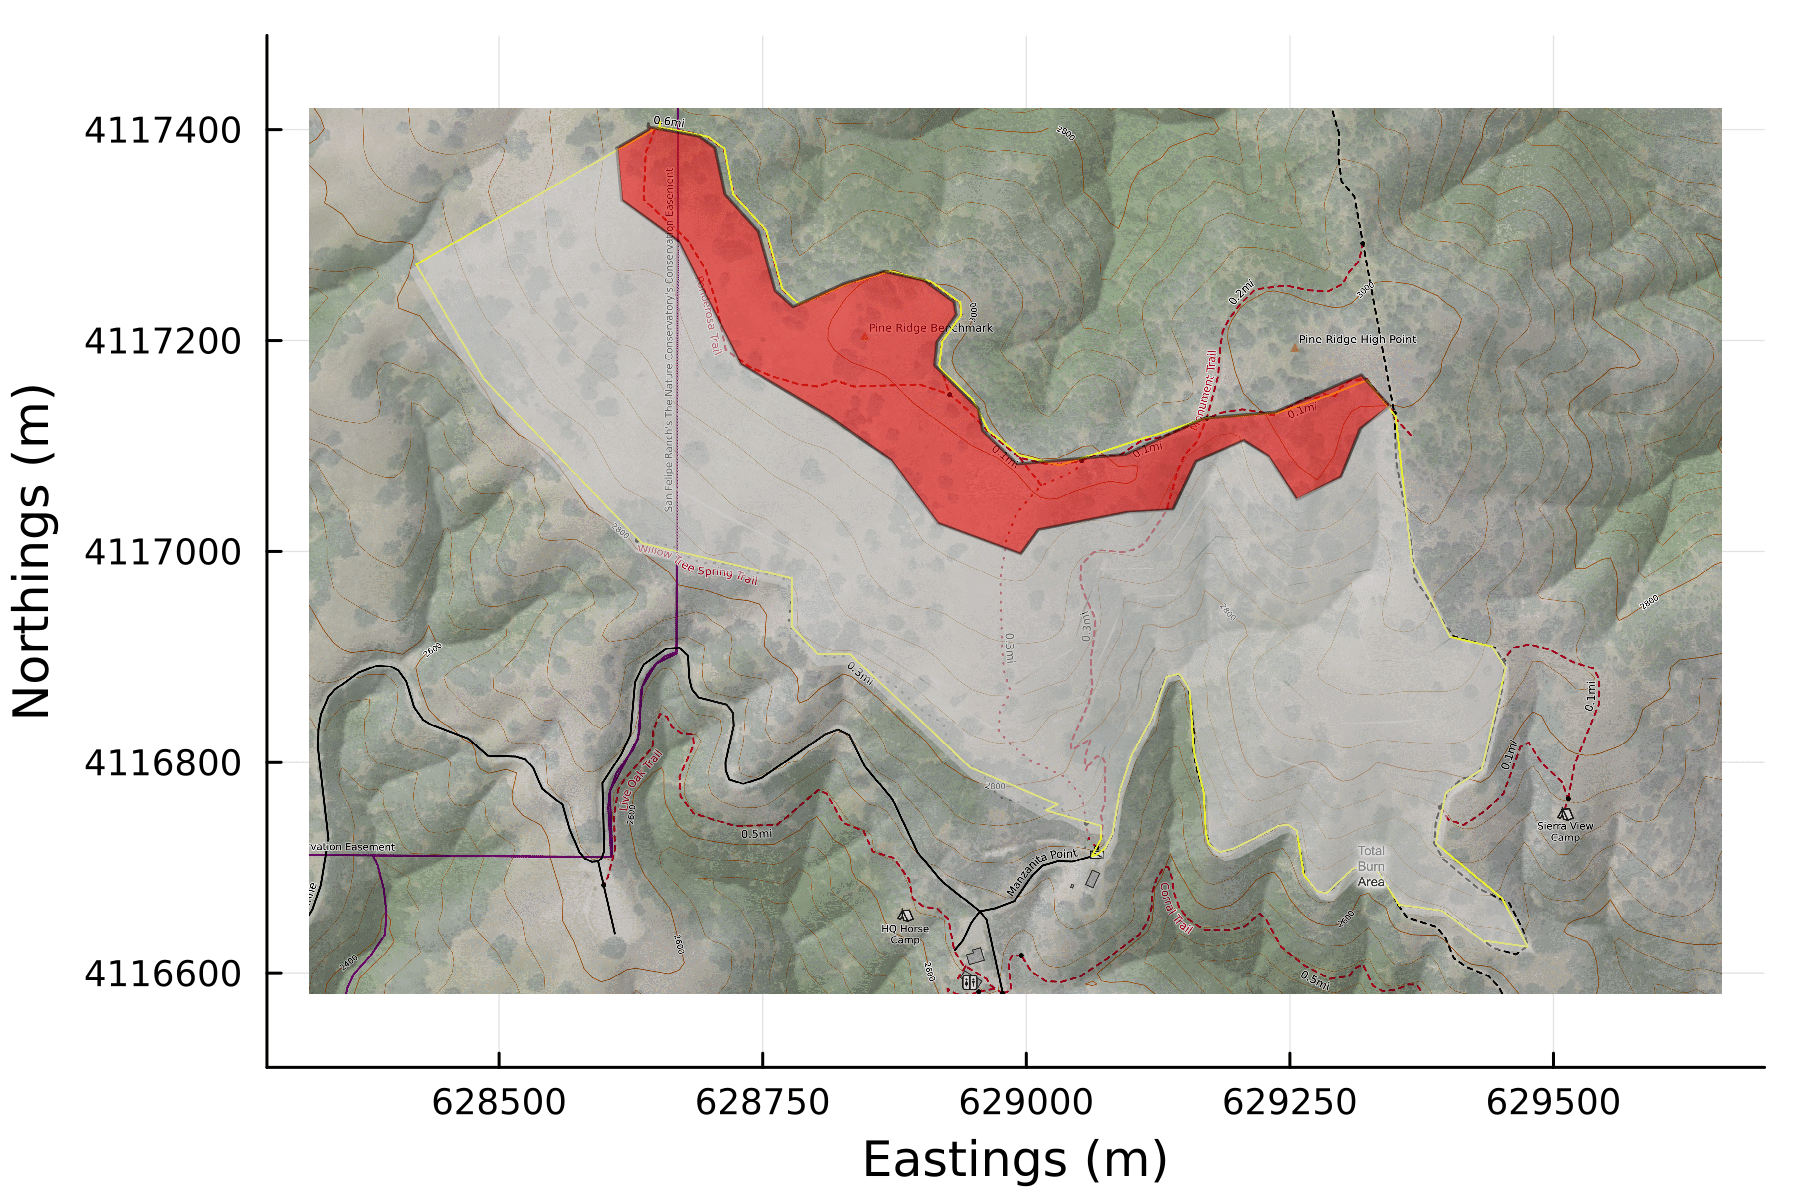 Northings (m)
4117400
4117200
4117000
4116800
4116600
0.6mi
2800
San Felipe Ranch's The Nature Conservatory's Conservation Easement
Ponderosa Trail
Pine Ridge Benchmark
0.2mi
3000
Pine Ridge High Point
Monument Trail
0.1mi
0.1mi
0.1mi
2800
Willow Tree Spring Trail
0.3mi
0.3mi
2800
2800
2600
0.3mi
0.1mi
0.1mi
Live Oak Trail
2600
2800
0.5mi
Sierra View
Camp
vation Easement
Manzanita Point
Total
Burn
Area
Corral Trail
HQ Horse
Camp
2600
2600
2600
2400
0.5mi
628500
628750
629000
629250
629500
Eastings (m)